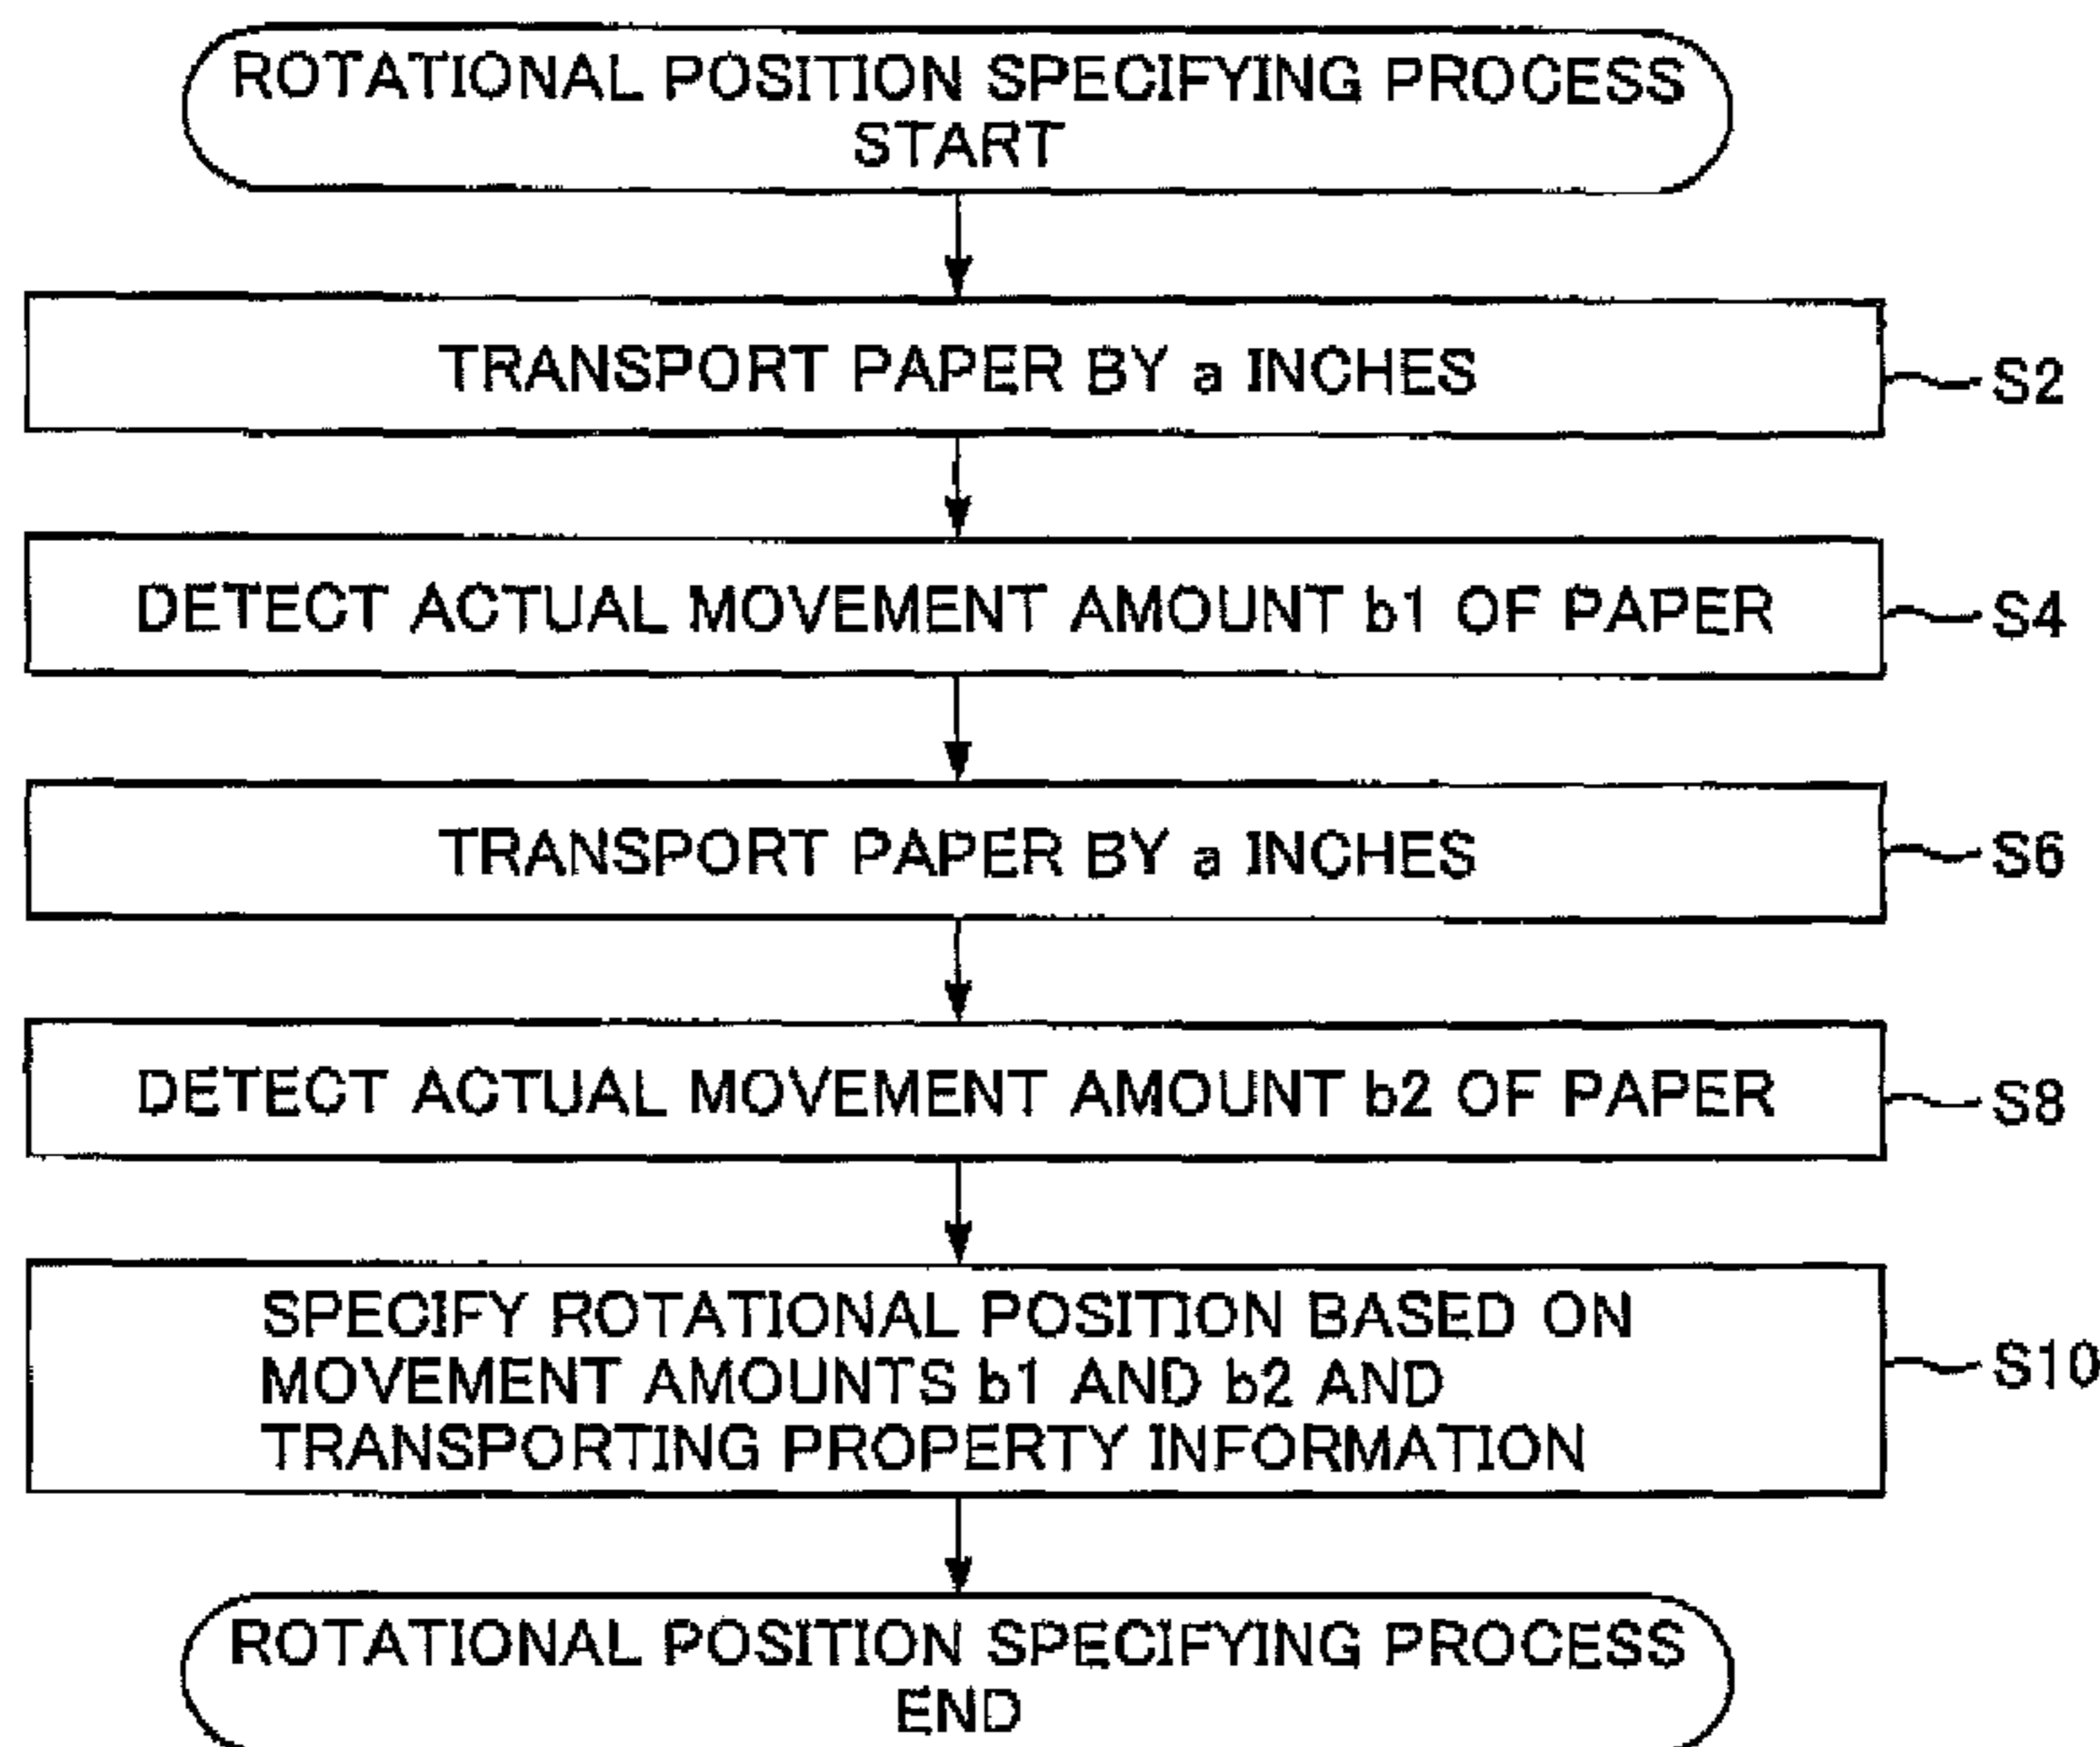 ROTATIONAL POSITION SPECIFYING PROCESS
START
TRANSPORT PAPER BY a INCHES
S2
DETECT ACTUAL MOVEMENT AMOUNT b1 OF PAPER
S4
TRANSPORT PAPER BY a INCHES
S6
DETECT ACTUAL MOVEMENT AMOUNT b2 OF PAPER
S8
SPECIFY ROTATIONAL POSITION BASED ON
MOVEMENT AMOUNTS b1 AND b2 AND
TRANSPORTING PROPERTY INFORMATION
S10
ROTATIONAL POSITION SPECIFYING PROCESS
END